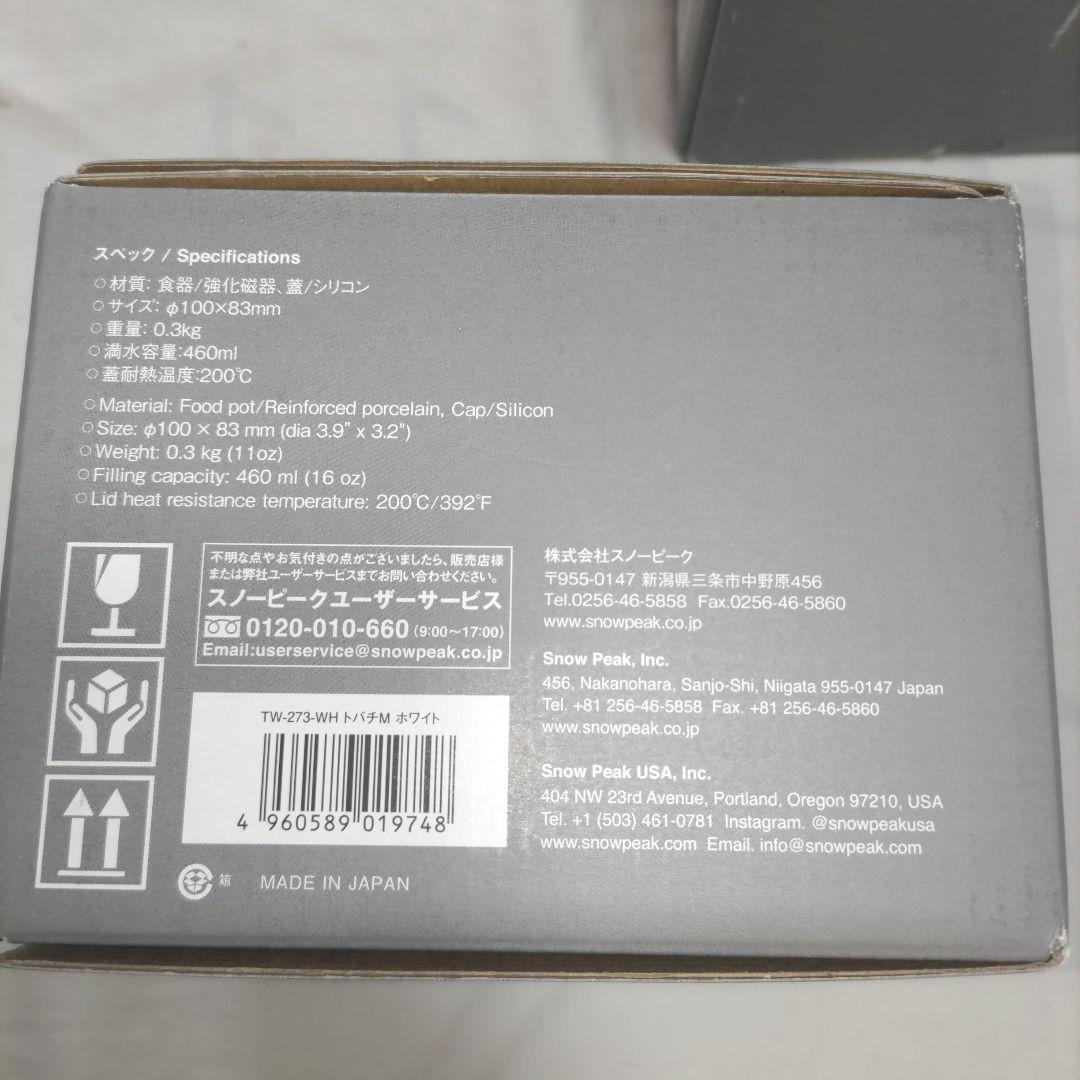 スペック / Specifications
○材質: 食器/強化磁器、蓋/シリコン
○サイズ: φ100×83mm
○重量: 0.3kg
○満水容量:460ml
○蓋耐熱温度:200℃
○Material: Food pot/Reinforced porcelain, Cap/Silicon
○Size: φ100 × 83 mm (dia 3.9" x 3.2")
○Weight: 0.3 kg (11oz)
○Filling capacity: 460 ml (16 oz)
○Lid heat resistance temperature: 200℃/392℉
不明な点やお気付きの点がございましたら、販売店様
または弊社ユーザーサービスまでお問い合わせください。
スノーピークユーザーサービス
0120-010-660 (9:00〜17:00)
Email:userservice@snowpeak.co.jp
TW-273-WH トバチM ホワイト
4 960589 019748
箱
MADE IN JAPAN
株式会社スノーピーク
〒955-0147 新潟県三条市中野原456
Tel.0256-46-5858 Fax.0256-46-5860
www.snowpeak.co.jp
Snow Peak, Inc.
456, Nakanohara, Sanjo-Shi, Niigata 955-0147 Japan
Tel. +81 256-46-5858 Fax. +81 256-46-5860
www.snowpeak.co.jp
Snow Peak USA, Inc.
404 NW 23rd Avenue, Portland, Oregon 97210, USA
Tel. +1 (503) 461-0781 Instagram. @snowpeakusa
www.snowpeak.com Email. info@snowpeak.com